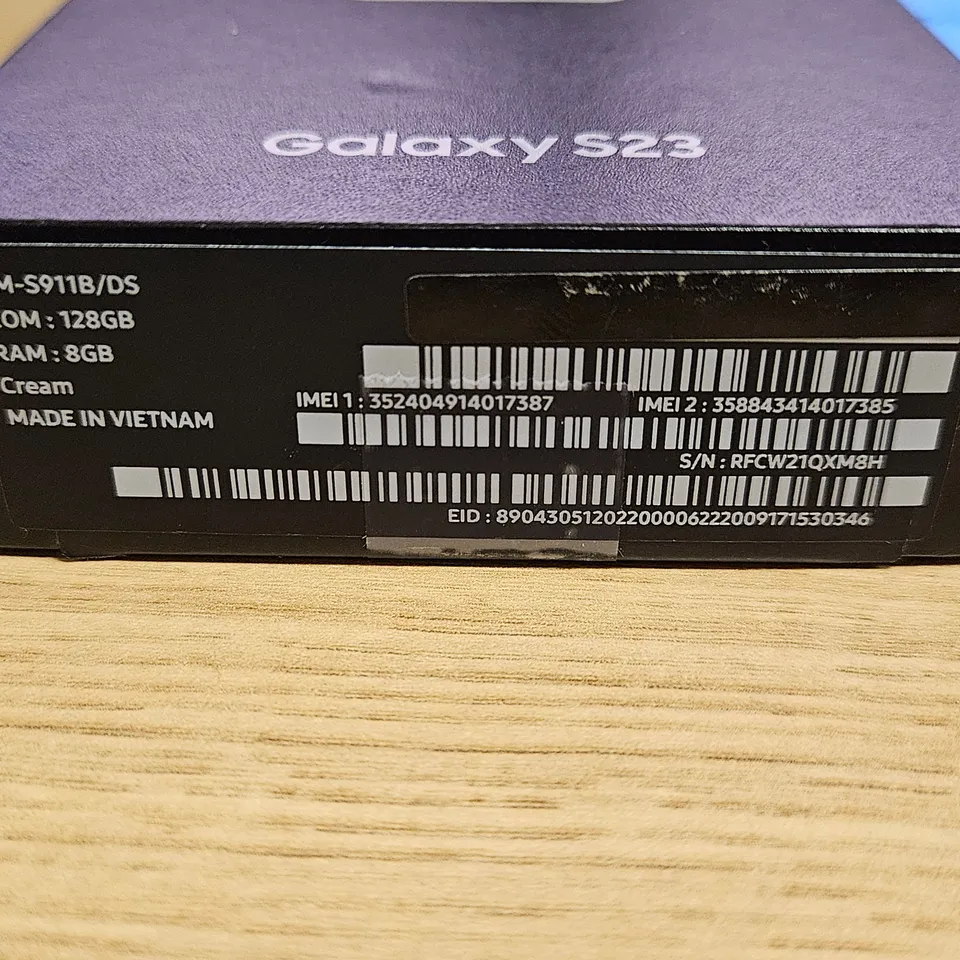 Galaxy S23
M-S911B/DS
OM : 128GB
RAM : 8GB
Cream
MADE IN VIETNAM
IMEI 1 : 352404914017387
IMEI 2 : 358843414017385
S/N : RFCW21QXM8H
EID : 89043051202200006222009171530346